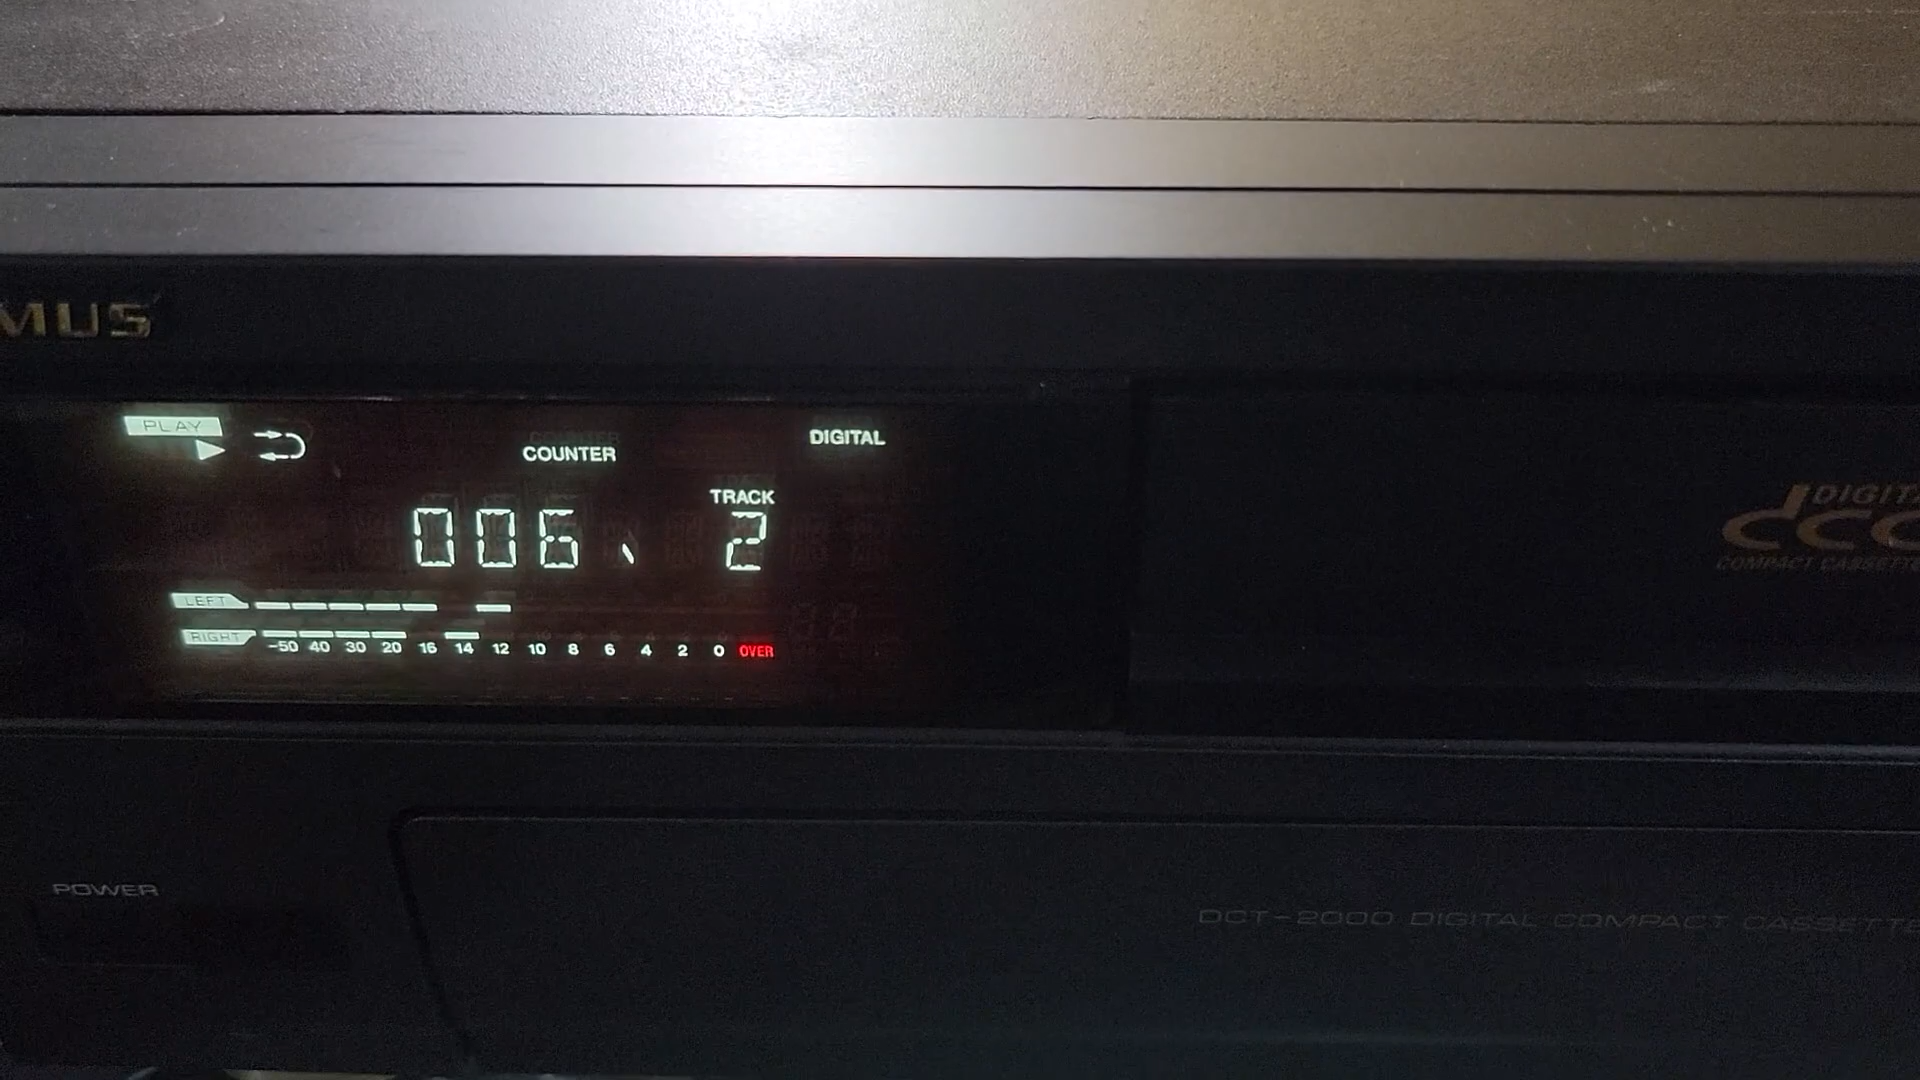 MUS
PLAY
COUNTER
DIGITAL
TRACK
006 2
LEFT
RIGHT
-50 40 30 20 16 14 12 10 8 6 4 2 0 OVER
DIGITA
dcc
COMPACT CASSETTE
POWER
DCT-2000 DIGITAL COMPACT CASSETTE